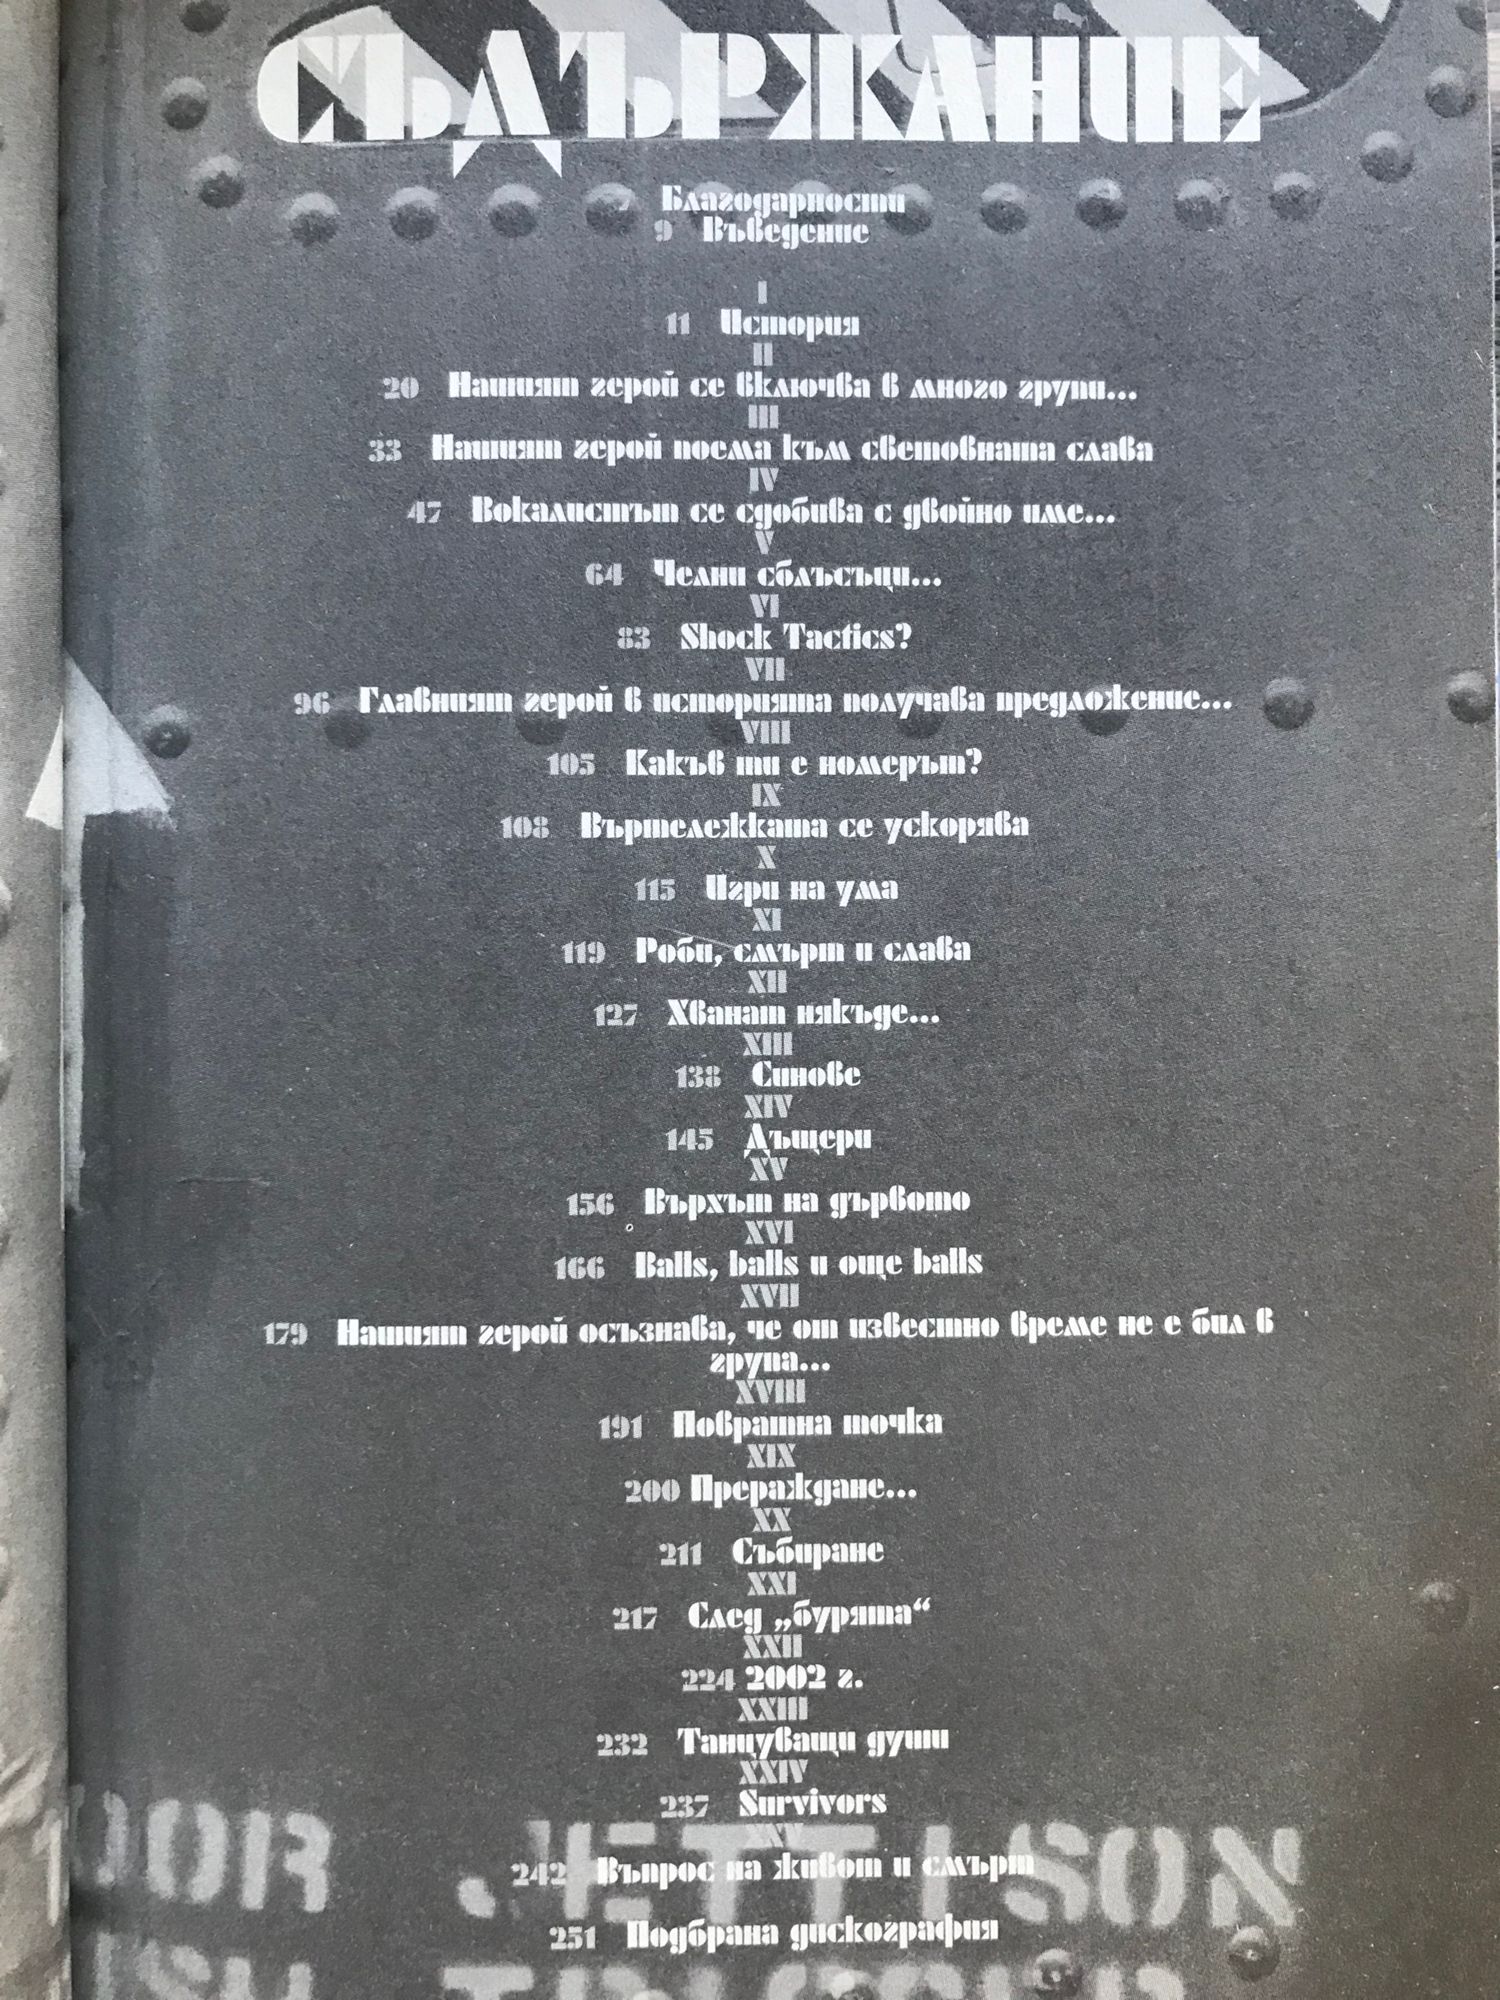 СЪДЪРЖАНИЕ
7 Благодарности
9 Въведение
I
11 История
II
20 Нашият герой се включва в много групи...
III
33 Нашият герой поема към световната слава
IV
47 Вокалистът се сдобива с двойно име...
V
64 Челни сблъсъци...
VI
83 Shock Tactics?
VII
96 Главният герой в историята получава предложение...
VIII
105 Какъв ти е номерът?
IX
108 Въртележката се ускорява
X
115 Игри на ума
XI
119 Роби, смърт и слава
XII
127 Хванат някъде...
XIII
138 Синове
XIV
145 Дъщери
XV
156 Върхът на дървото
XVI
166 Balls, balls и още balls
XVII
179 Нашият герой осъзнава, че от известно време не е бил в
група...
XVIII
191 Повратна точка
XIX
200 Прераждане...
XX
211 Събиране
XXI
217 След „бурята“
XXII
224 2002 г.
XXIII
232 Танцуващи души
XXIV
237 Survivors
XXV
JETTISON
242 Въпрос на живот и смърт
251 Подбрана дискография